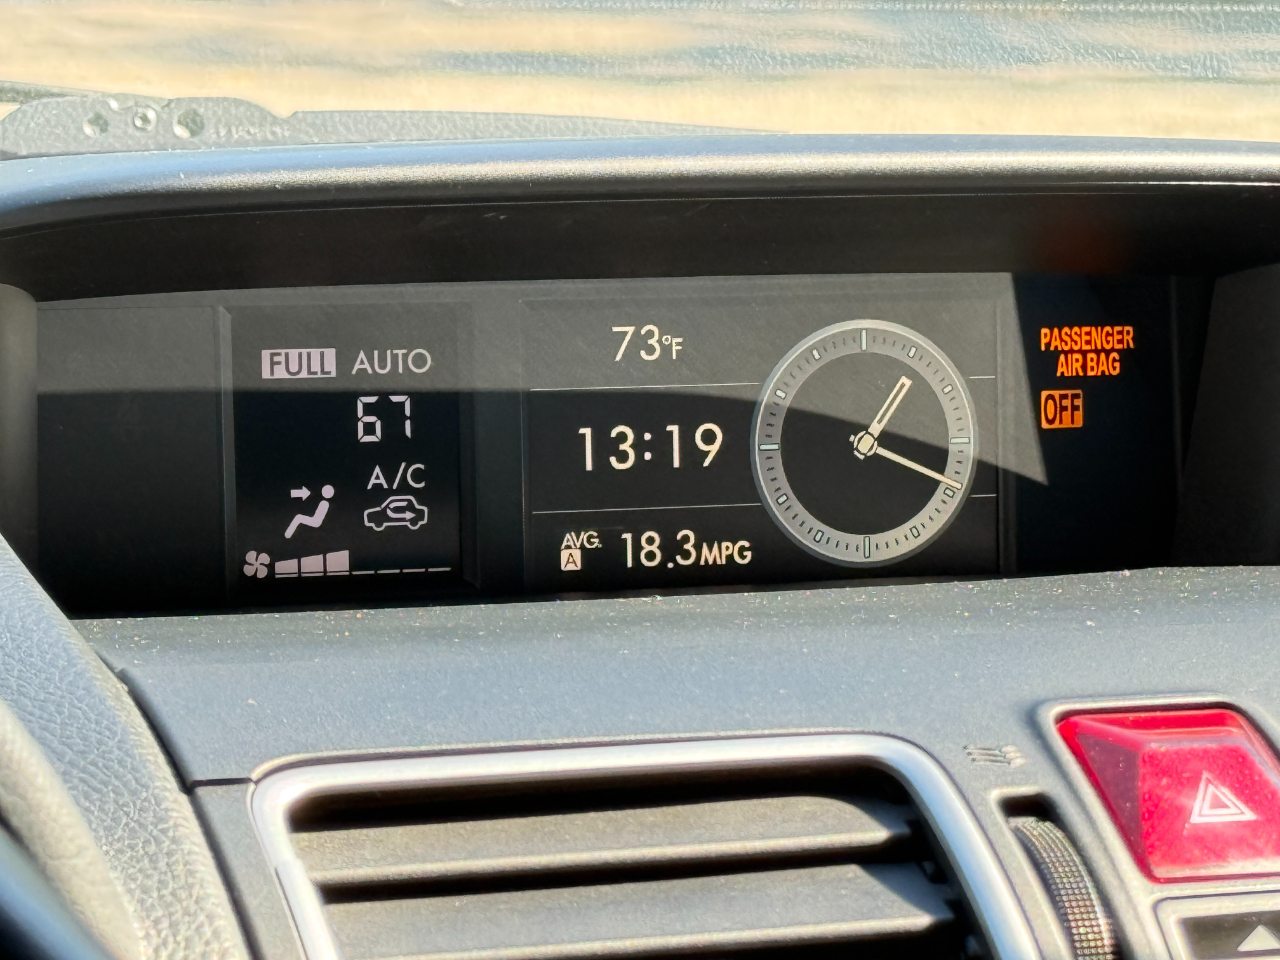 FULL AUTO
67
A/C
73°F
13:19
AVG. A 18.3MPG
PASSENGER
AIR BAG
OFF